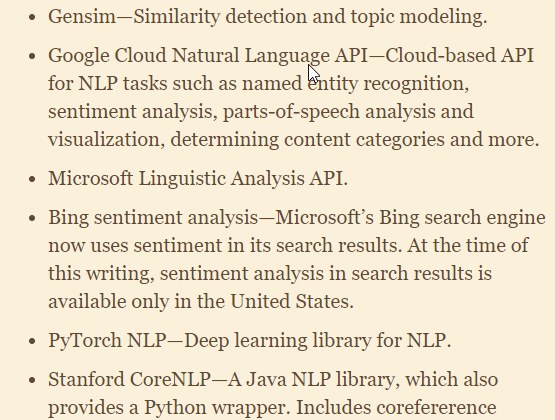 • Gensim—Similarity detection and topic modeling.
• Google Cloud Natural Language API—Cloud-based API
for NLP tasks such as named entity recognition,
sentiment analysis, parts-of-speech analysis and
visualization, determining content categories and more.
• Microsoft Linguistic Analysis API.
• Bing sentiment analysis—Microsoft’s Bing search engine
now uses sentiment in its search results. At the time of
this writing, sentiment analysis in search results is
available only in the United States.
• PyTorch NLP—Deep learning library for NLP.
• Stanford CoreNLP—A Java NLP library, which also
provides a Python wrapper. Includes corefererence